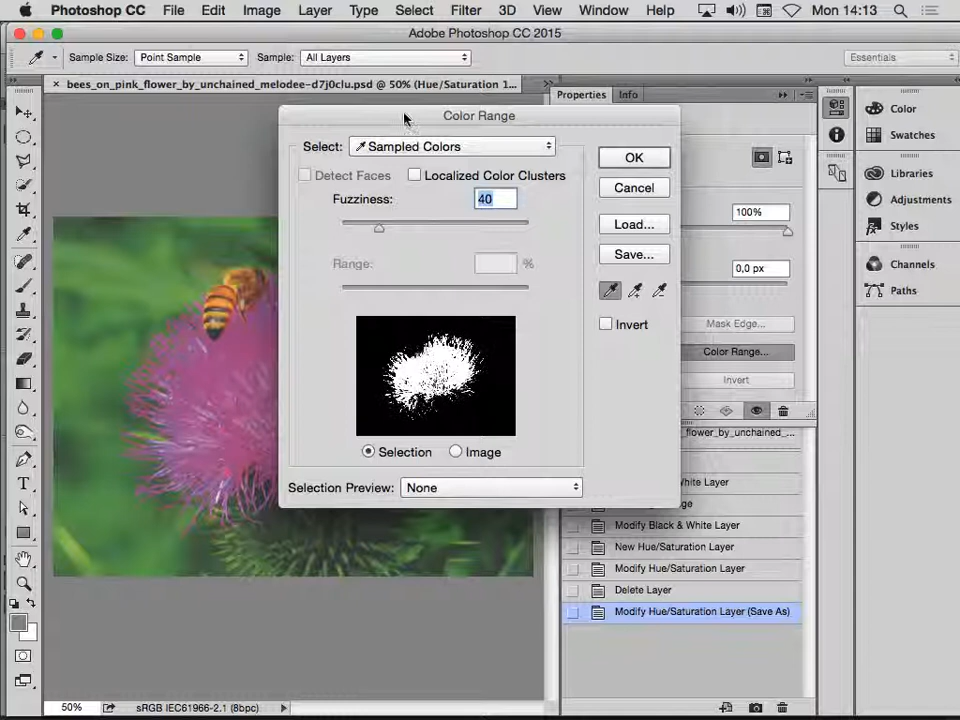 Photoshop CC File Edit Image Layer Type Select Filter 3D View Window Help Mon 14:13
Adobe Photoshop CC 2015
Sample Size: Point Sample Sample: All Layers Essentials
× bees_on_pink_flower_by_unchained_melodee-d7j0clu.psd @ 50% (Hue/Saturation 1...
Properties Info
Color Range
Select: Sampled Colors
Detect Faces Localized Color Clusters
Fuzziness: 40
Range: %
Selection Image
Selection Preview: None
OK
Cancel
Load...
Save...
Invert
100%
0,0 px
Mask Edge...
Color Range...
Invert
_flower_by_unchained_...
hite Layer
ge
Modify Black & White Layer
New Hue/Saturation Layer
Modify Hue/Saturation Layer
Delete Layer
Modify Hue/Saturation Layer (Save As)
Color
Swatches
Libraries
Adjustments
Styles
Channels
Paths
T
50% sRGB IEC61966-2.1 (8bpc)